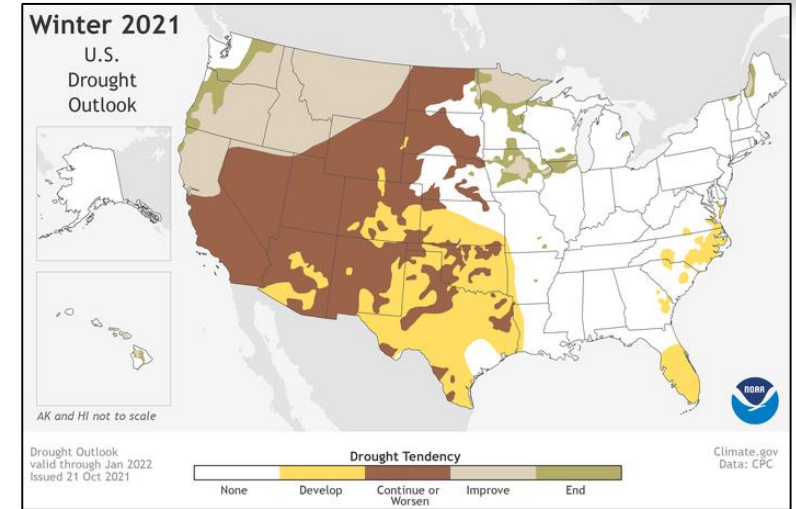 Winter 2021
U.S.
Drought
Outlook
AK and HI not to scale
NOAA
Drought Outlook
valid through Jan 2022
Issued 21 Oct 2021
Drought Tendency
None
Develop
Continue or
Worsen
Improve
End
Climate.gov
Data: CPC